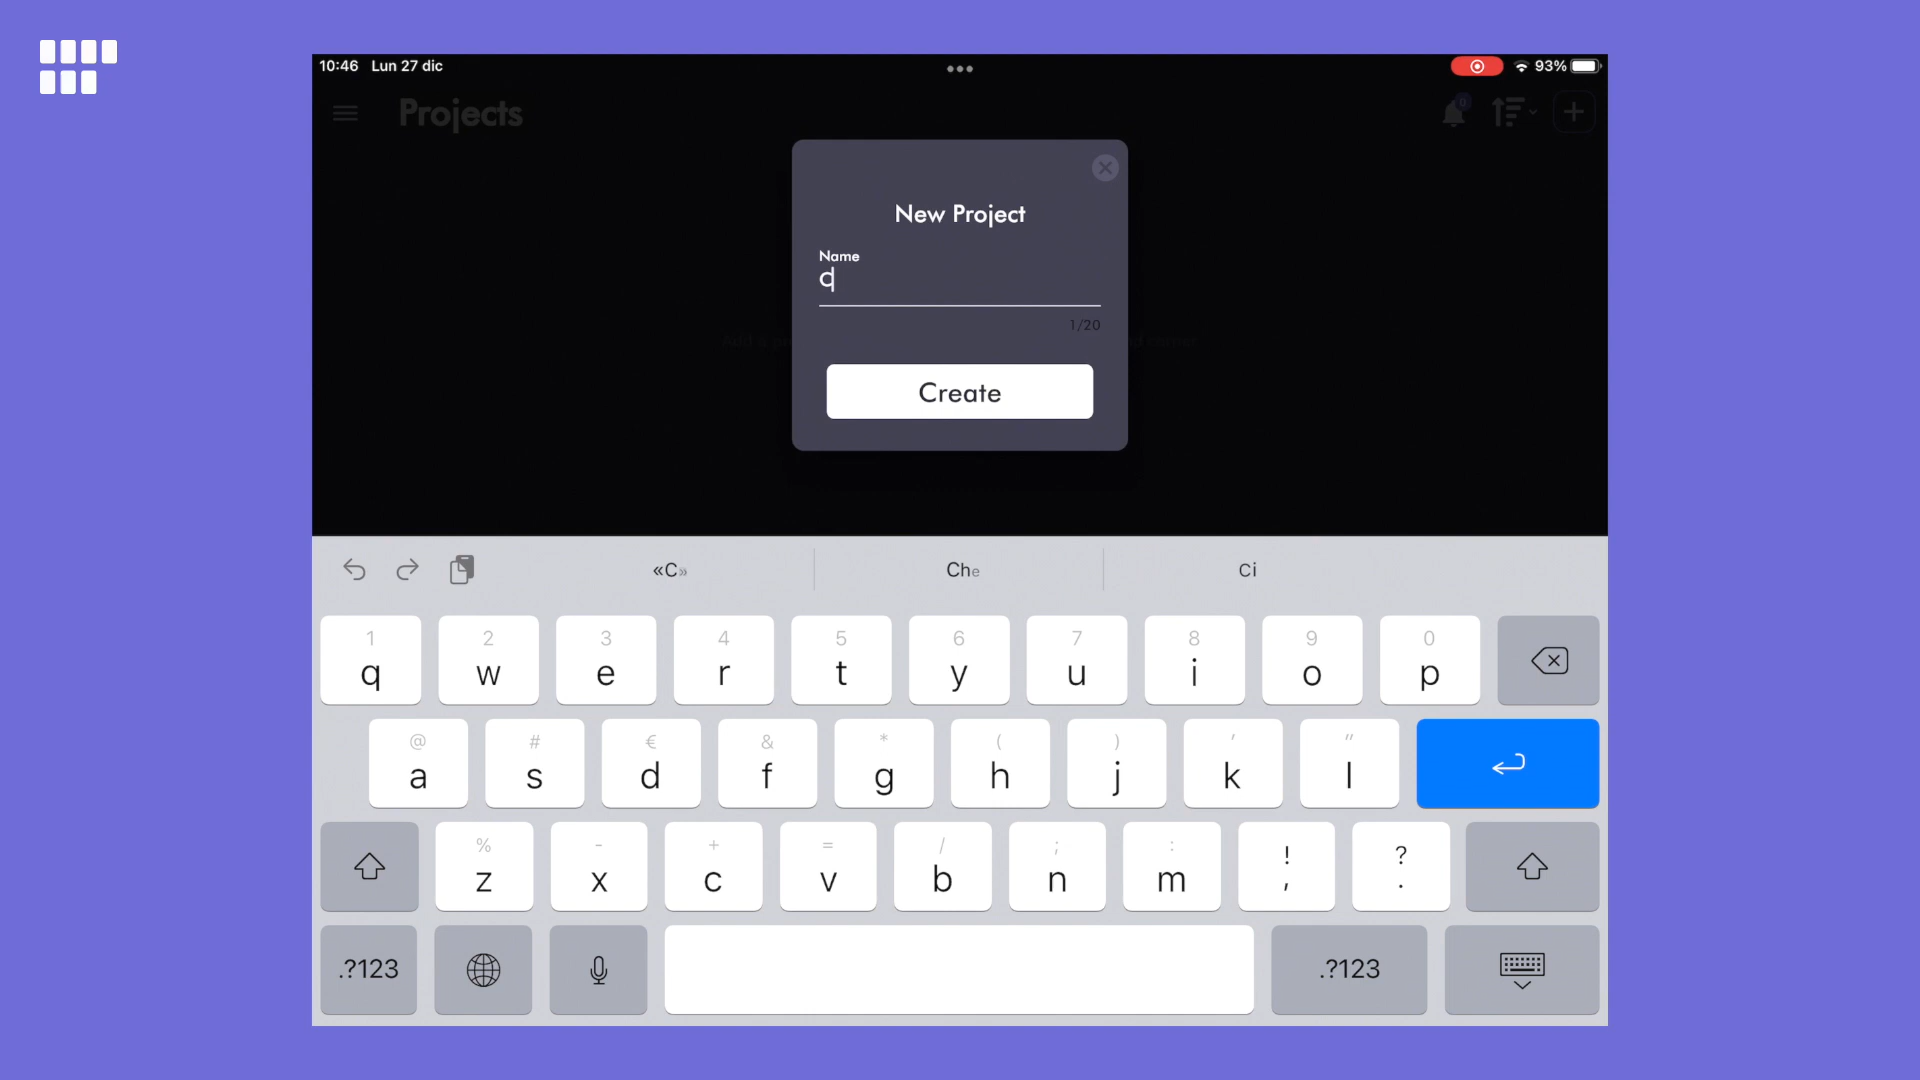 10:46 Lun 27 dic
93%
Projects
0
New Project
Name
c
1/20
Create
«C» Che Ci
1 2 3 4 5 6 7 8 9 0
q w e r t y u i o p
@ # € & * ( ) ' "
a s d f g h j k l
% - + = / ; : ! ?
z x c v b n m , .
.?123 .?123